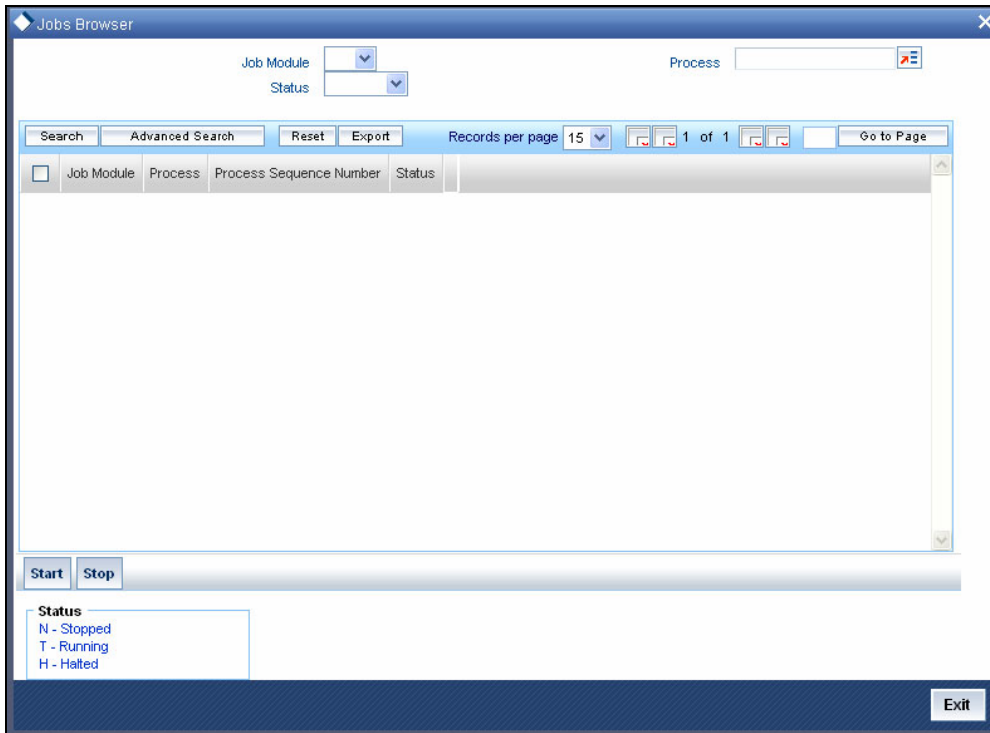 Jobs Browser
Job Module
Process
Status
Search Advanced Search Reset Export Records per page 15 1 of 1 Go to Page
Job Module Process Process Sequence Number Status
Start Stop
Status
N - Stopped
T - Running
H - Halted
Exit